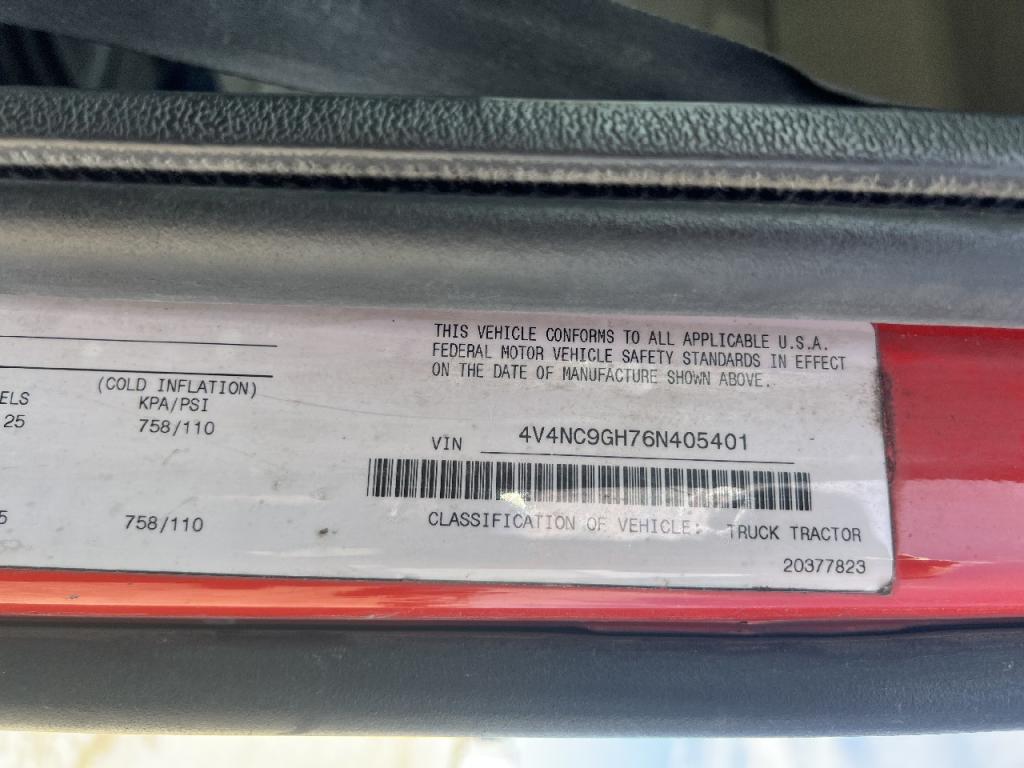 THIS VEHICLE CONFORMS TO ALL APPLICABLE U.S.A.
FEDERAL MOTOR VEHICLE SAFETY STANDARDS IN EFFECT
ON THE DATE OF MANUFACTURE SHOWN ABOVE.
(COLD INFLATION)
ELS KPA/PSI
25 758/110
VIN 4V4NC9GH76N405401
5 758/110
CLASSIFICATION OF VEHICLE: TRUCK TRACTOR
20377823